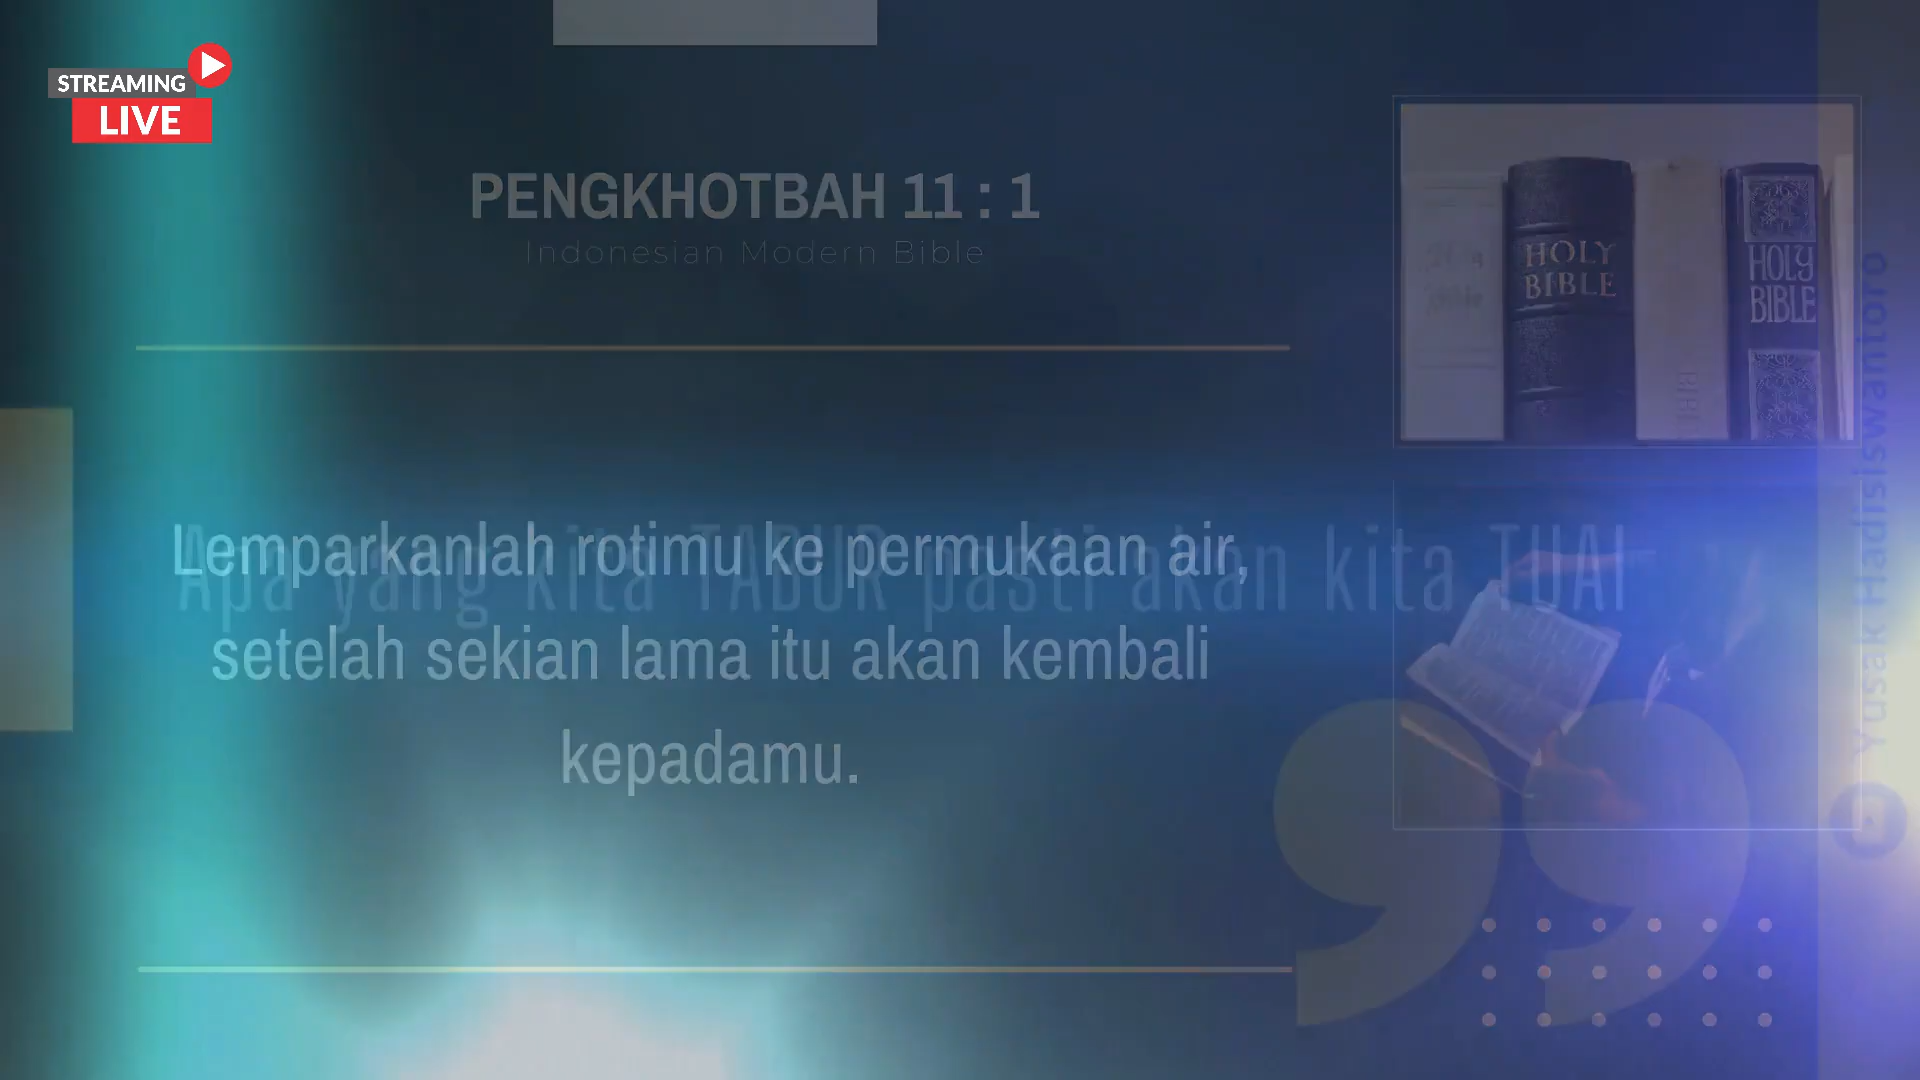 STREAMING
LIVE
PENGKHOTBAH 11 : 1
Indonesian Modern Bible
Lemparkanlah rotimu ke permukaan air,
setelah sekian lama itu akan kembali
kepadamu.
Apa yang kita TABUR pasti akan kita TUAI
HOLY
BIBLE
HOLY
BIBLE
Yusak Hadisiswantoro